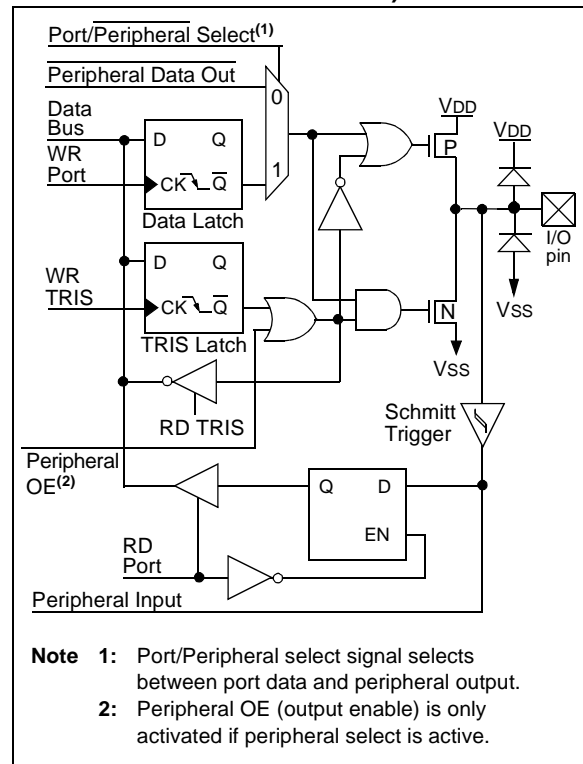 Port/Peripheral Select(1)
Peripheral Data Out
0
1
Data
Bus
D Q
WR
Port
CK Q
Data Latch
VDD
P
VDD
I/O
pin
D Q
WR
TRIS
CK Q
TRIS Latch
N
VSS
VSS
RD TRIS
Schmitt
Trigger
Peripheral
OE(2)
Q D
EN
RD
Port
Peripheral Input
Note 1: Port/Peripheral select signal selects
between port data and peripheral output.
2: Peripheral OE (output enable) is only
activated if peripheral select is active.